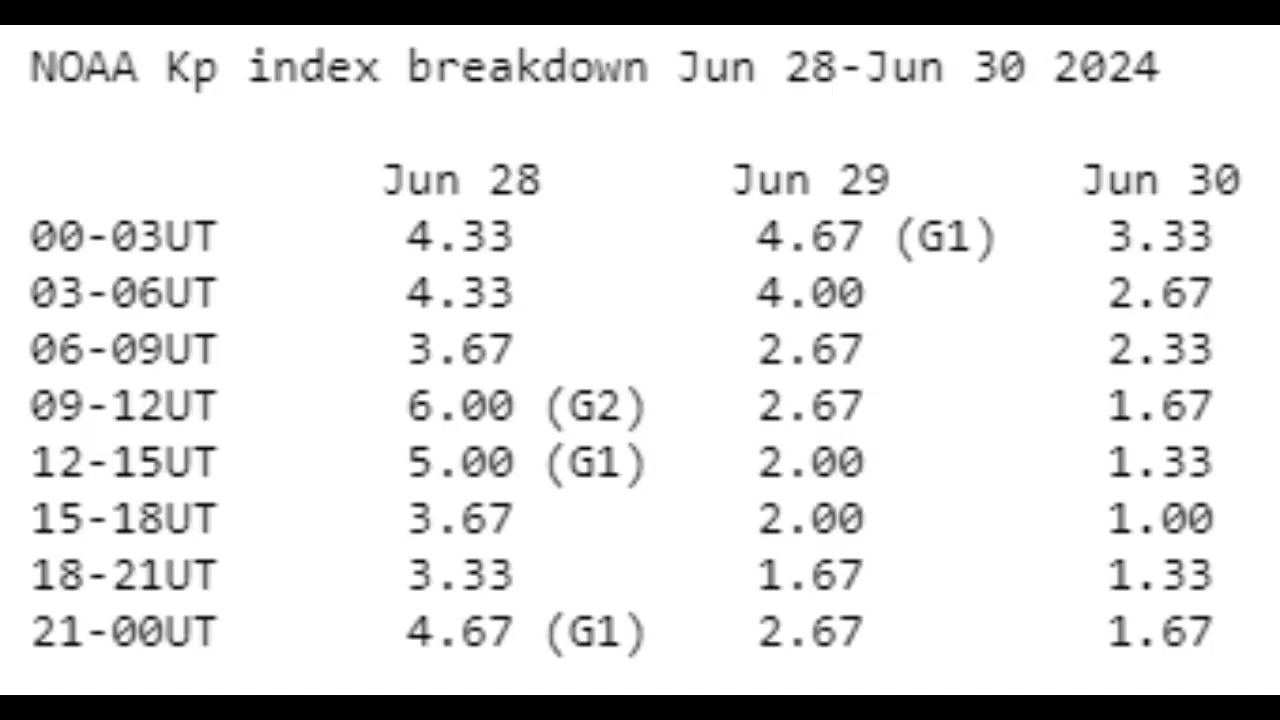 NOAA Kp index breakdown Jun 28-Jun 30 2024
Jun 28 Jun 29 Jun 30
00-03UT 4.33 4.67 (G1) 3.33
03-06UT 4.33 4.00 2.67
06-09UT 3.67 2.67 2.33
09-12UT 6.00 (G2) 2.67 1.67
12-15UT 5.00 (G1) 2.00 1.33
15-18UT 3.67 2.00 1.00
18-21UT 3.33 1.67 1.33
21-00UT 4.67 (G1) 2.67 1.67